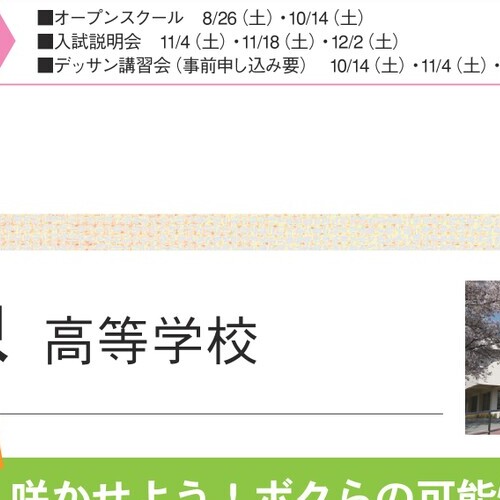 ■オープンスクール 8/26（土）・10/14（土）
■入試説明会 11/4（土）・11/18（土）・12/2（土）
■デッサン講習会（事前申し込み要） 10/14（土）・11/4（土）・
高等学校
咲かせよう！ボクらの可能